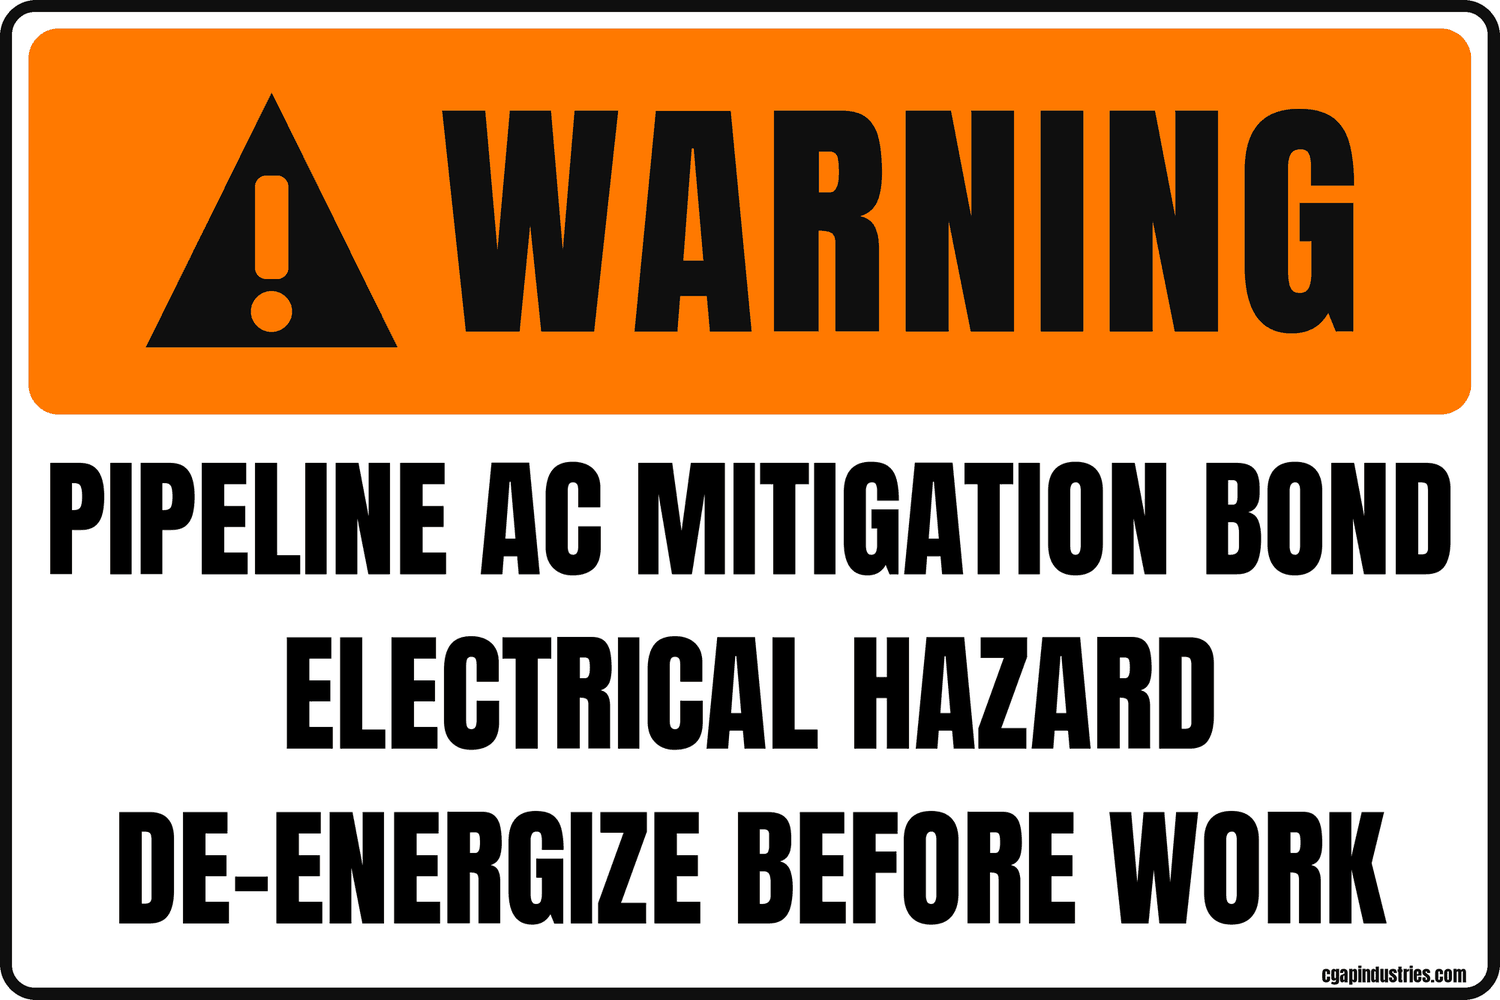 WARNING
PIPELINE AC MITIGATION BOND
ELECTRICAL HAZARD
DE-ENERGIZE BEFORE WORK
cgapindustries.com